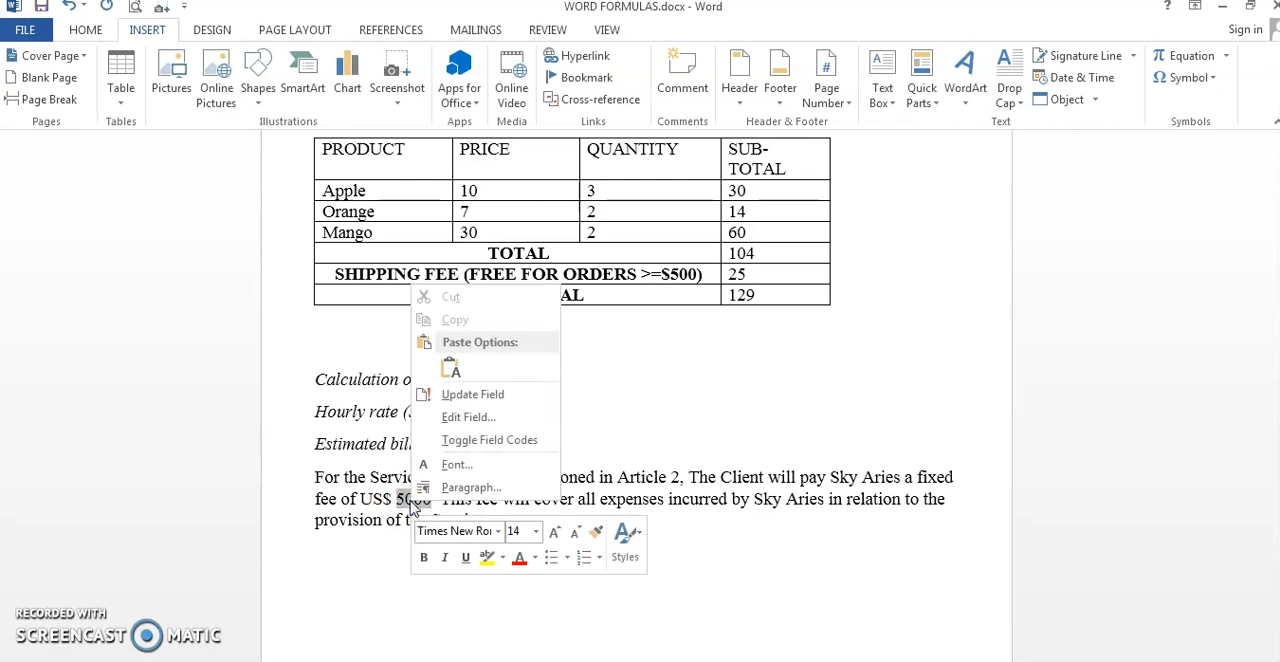 WORD FORMULAS.docx - Word
?
FILE HOME INSERT DESIGN PAGE LAYOUT REFERENCES MAILINGS REVIEW VIEW Sign in
Cover Page
Blank Page
Page Break
Pages
Table
Tables
Pictures
Online Pictures
Shapes
SmartArt
Chart
Screenshot
Illustrations
Apps for Office
Apps
Online Video
Media
Hyperlink
Bookmark
Cross-reference
Links
Comment
Comments
Header
Footer
Page Number
Header & Footer
Text Box
Quick Parts
WordArt
Drop Cap
Signature Line
Date & Time
Object
Text
Equation
Symbol
Symbols
PRODUCT PRICE QUANTITY SUB-
TOTAL
Apple 10 3 30
Orange 7 2 14
Mango 30 2 60
TOTAL 104
SHIPPING FEE (FREE FOR ORDERS >=$500) 25
AL 129
Cut
Copy
Paste Options:
Update Field
Edit Field...
Toggle Field Codes
Font...
Paragraph...
Calculation o
Hourly rate (
Estimated bil
For the Servic oned in Article 2, The Client will pay Sky Aries a fixed
fee of US$ This fee will cover all expenses incurred by Sky Aries in relation to the
provision of
Times New Ro 14
B I U Styles
RECORDED WITH
SCREENCAST MATIC